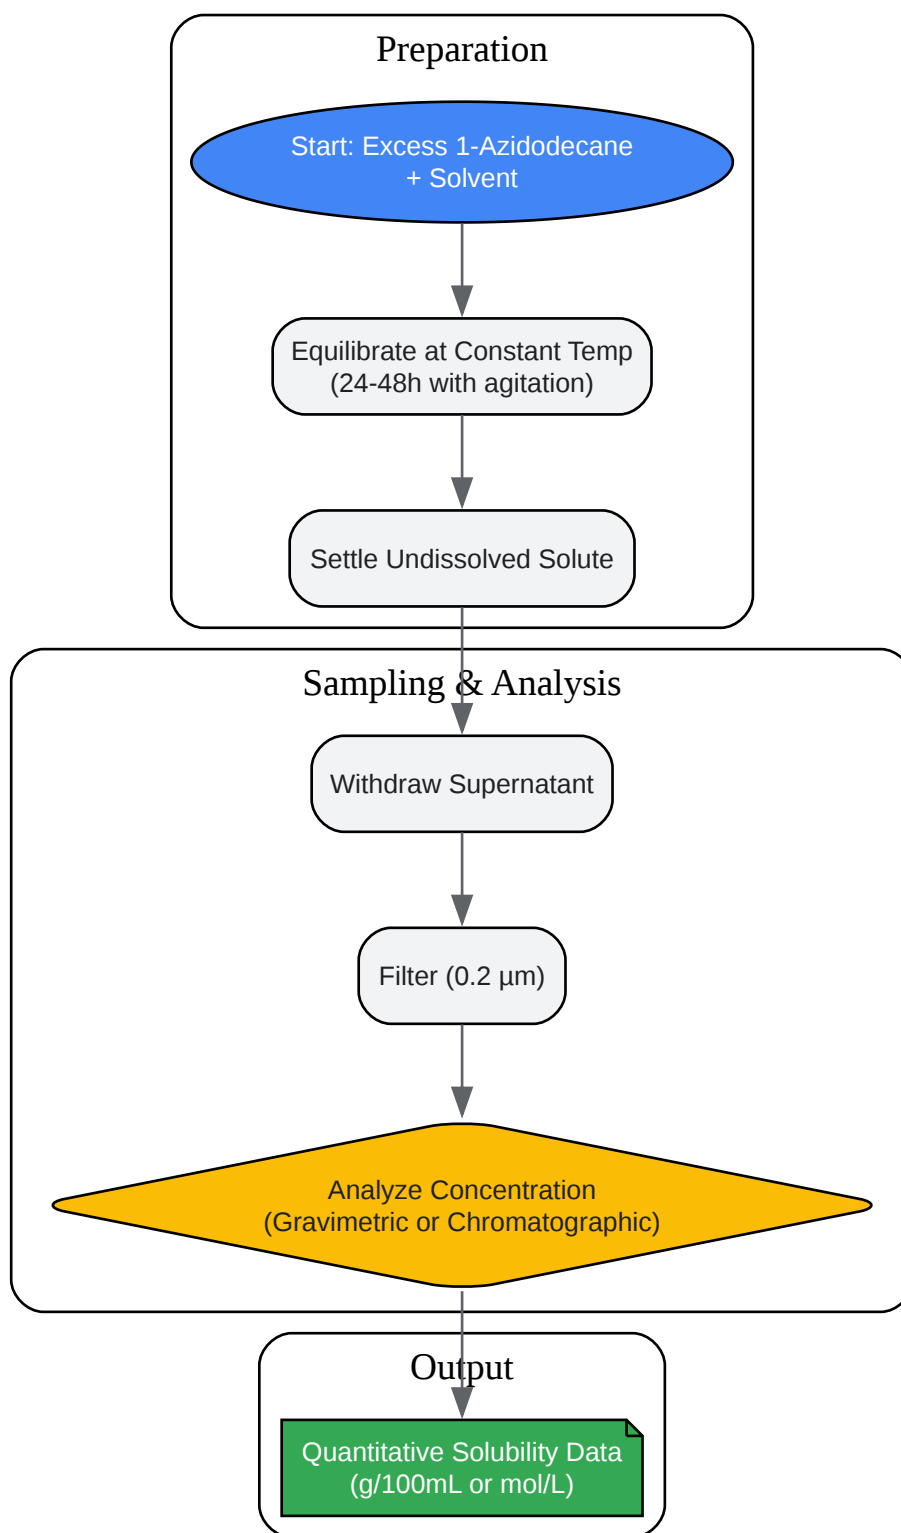 Preparation
Start: Excess 1-Azidodecane
+ Solvent
Equilibrate at Constant Temp
(24-48h with agitation)
Settle Undissolved Solute
Sampling & Analysis
Withdraw Supernatant
Filter (0.2 µm)
Analyze Concentration
(Gravimetric or Chromatographic)
Output
Quantitative Solubility Data
(g/100mL or mol/L)